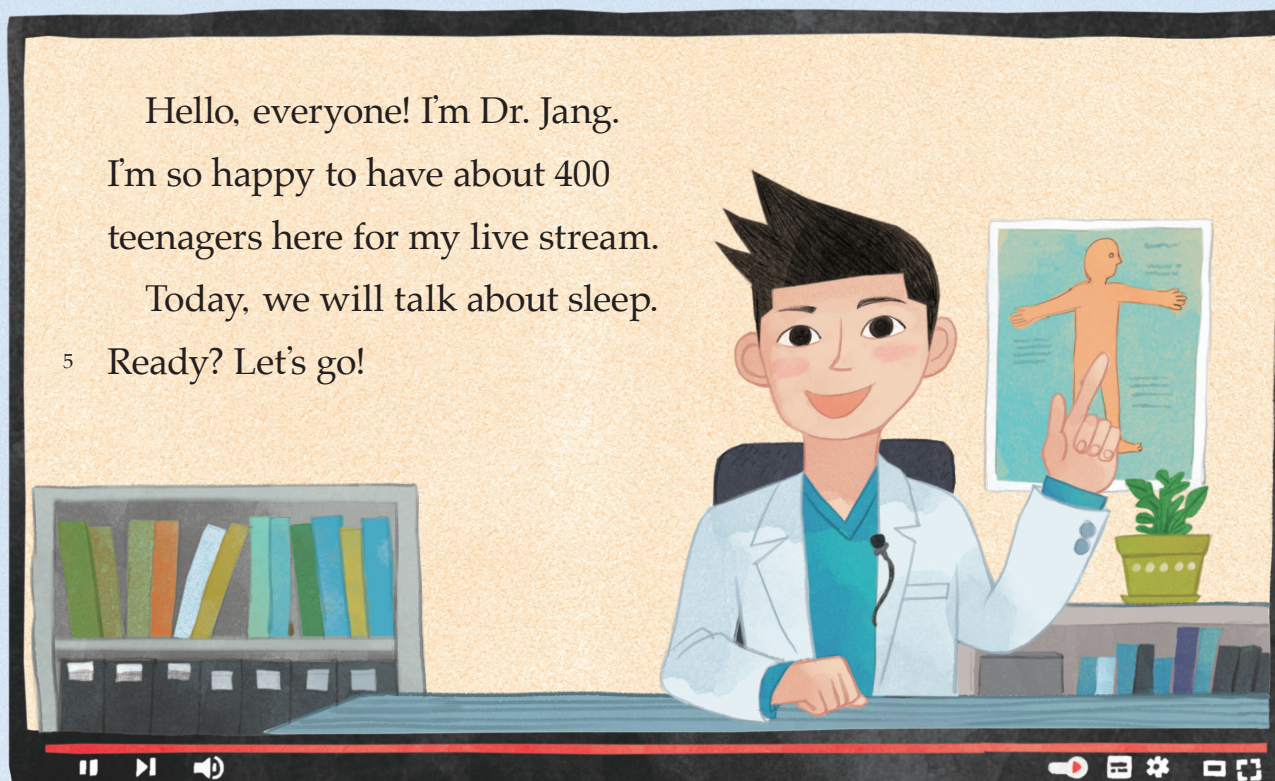 Hello, everyone! I'm Dr. Jang.
I'm so happy to have about 400
teenagers here for my live stream.
Today, we will talk about sleep.
5 Ready? Let's go!